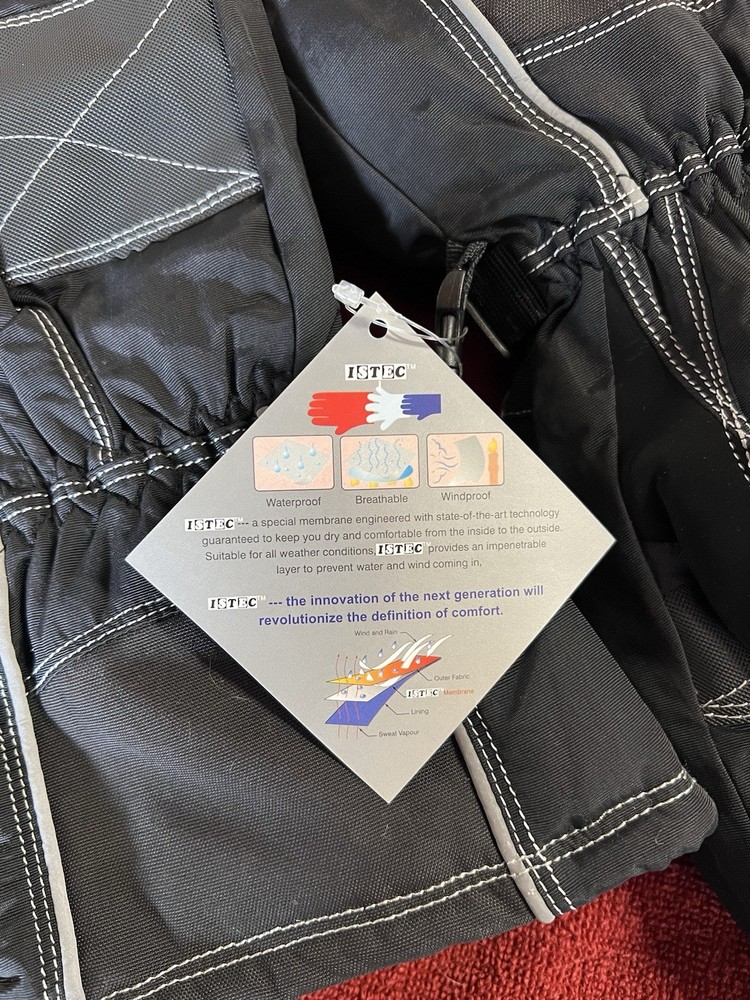 ISTEC™
Waterproof Breathable Windproof
ISTEC™--- a special membrane engineered with state-of-the-art technology
guaranteed to keep you dry and comfortable from the inside to the outside.
Suitable for all weather conditions, ISTEC™ provides an impenetrable
layer to prevent water and wind coming in.
ISTEC™ --- the innovation of the next generation will
revolutionize the definition of comfort.
Wind and Rain
Outer Fabric
ISTEC™ Membrane
Lining
Sweat Vapour